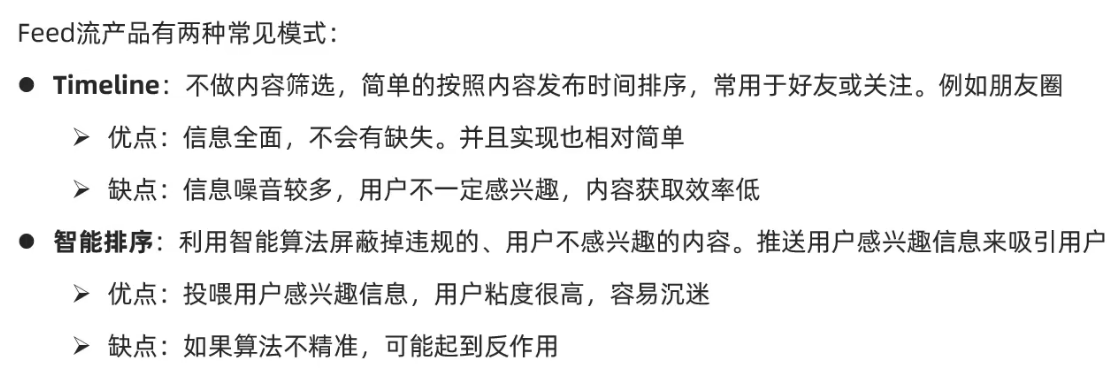 Feed流产品有两种常见模式：
● Timeline：不做内容筛选，简单的按照内容发布时间排序，常用于好友或关注。例如朋友圈
➢ 优点：信息全面，不会有缺失。并且实现也相对简单
➢ 缺点：信息噪音较多，用户不一定感兴趣，内容获取效率低
● 智能排序：利用智能算法屏蔽掉违规的、用户不感兴趣的内容。推送用户感兴趣信息来吸引用户
➢ 优点：投喂用户感兴趣信息，用户粘度很高，容易沉迷
➢ 缺点：如果算法不精准，可能起到反作用